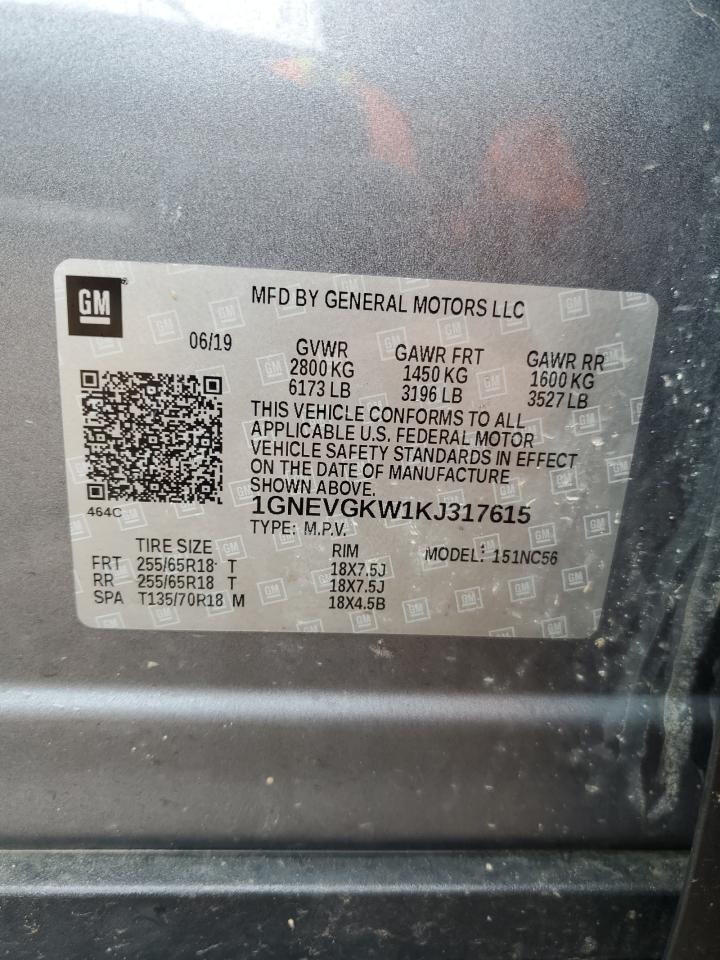 GM
MFD BY GENERAL MOTORS LLC
06/19
GVWR
2800 KG
6173 LB
GAWR FRT
1450 KG
3196 LB
GAWR RR
1600 KG
3527 LB
THIS VEHICLE CONFORMS TO ALL
APPLICABLE U.S. FEDERAL MOTOR
VEHICLE SAFETY STANDARDS IN EFFECT
ON THE DATE OF MANUFACTURE
SHOWN ABOVE.
464C
1GNEVGKW1KJ317615
TYPE: M.P.V.
MODEL: 151NC56
TIRE SIZE RIM
FRT 255/65R18 T 18X7.5J
RR 255/65R18 T 18X7.5J
SPA T135/70R18 M 18X4.5B